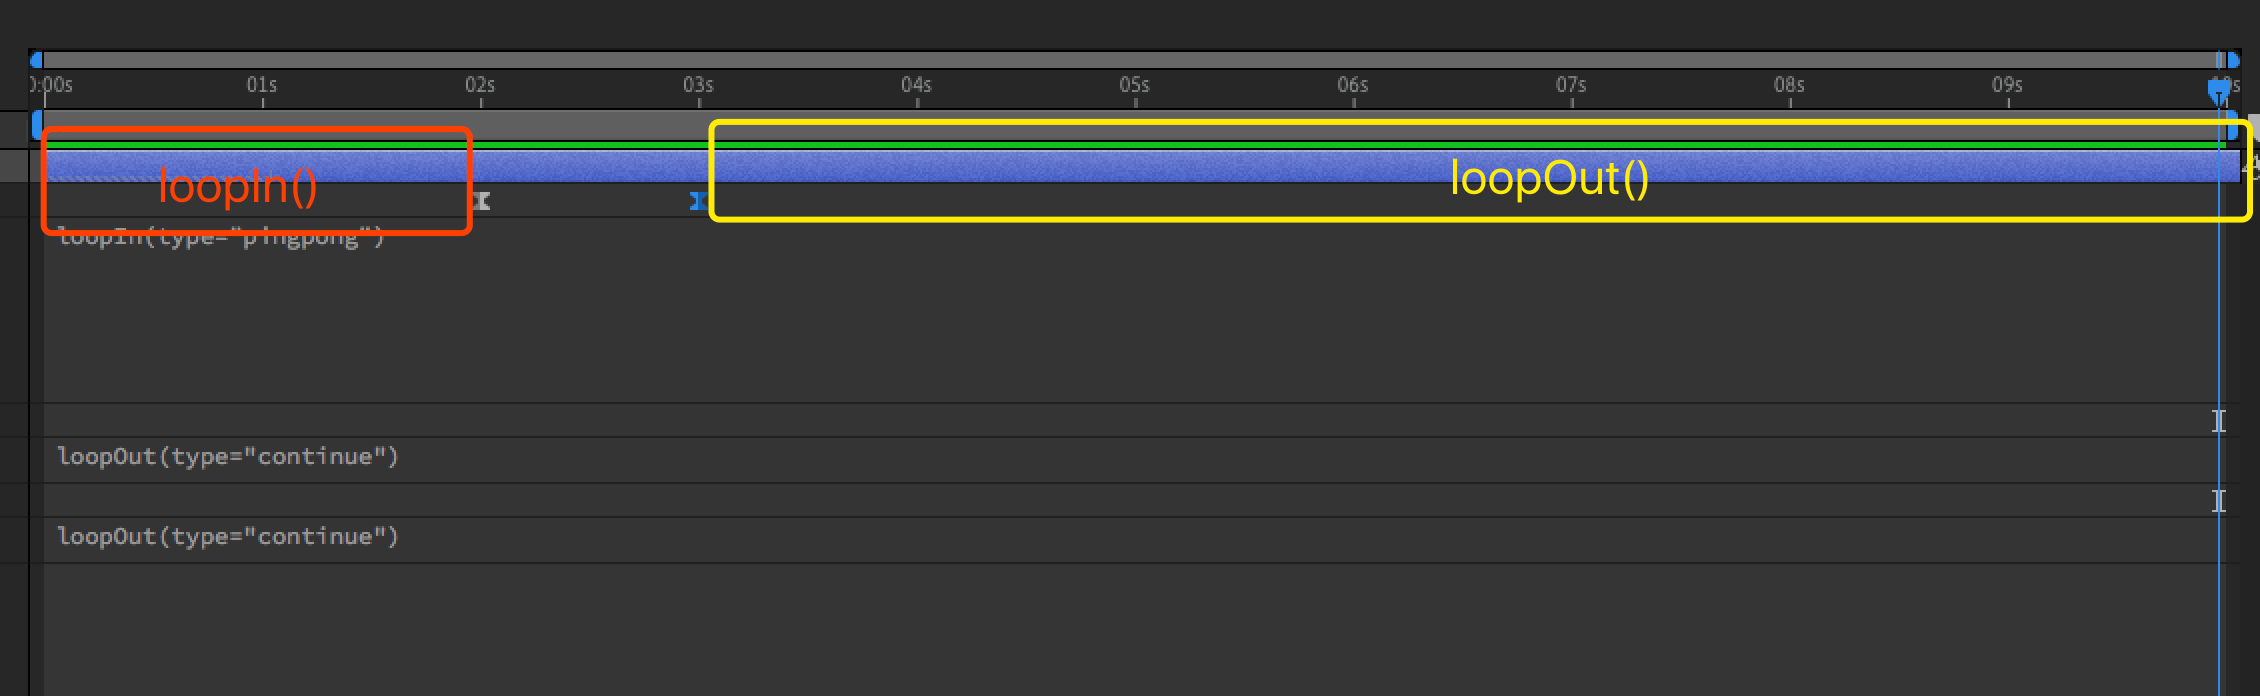 0:00s 01s 02s 03s 04s 05s 06s 07s 08s 09s 10s
loopIn() loopOut()
loopIn(type="pingpong")
loopOut(type="continue")
loopOut(type="continue")